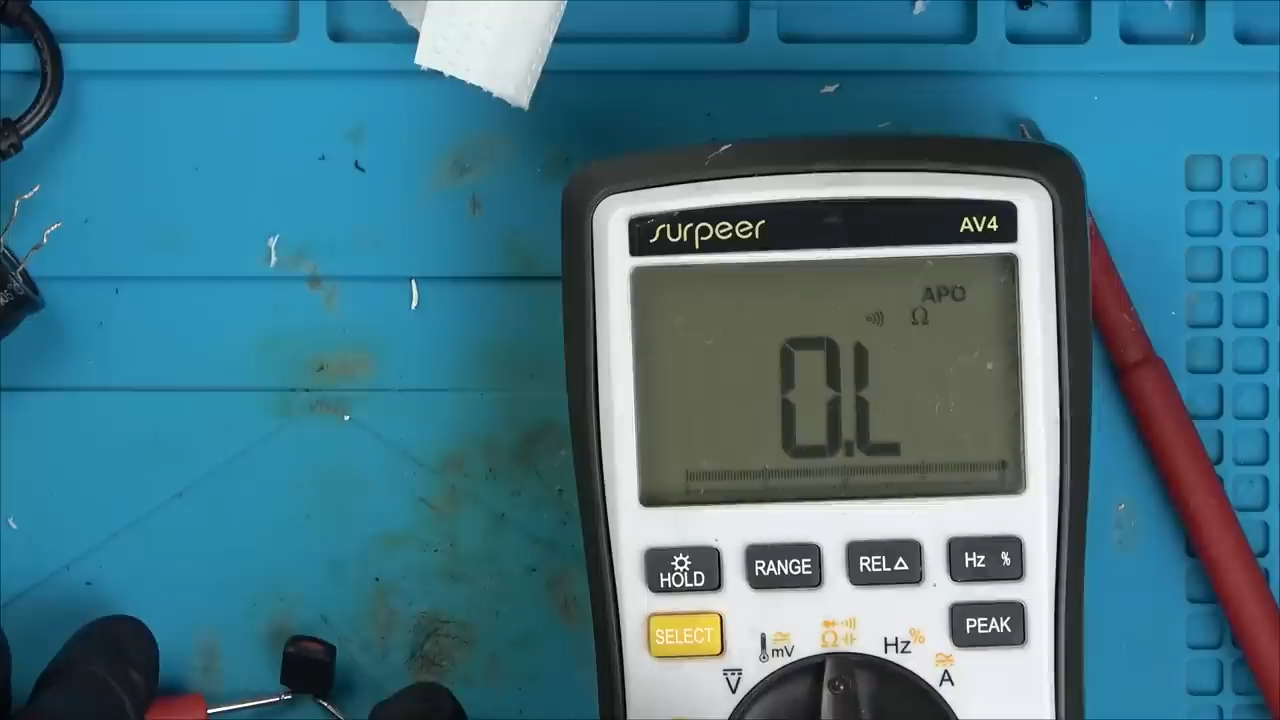 surpeer
AV4
APO
Ω
0.L
HOLD
RANGE
REL△
Hz %
SELECT
PEAK
V
mV
Ω
Hz%
A